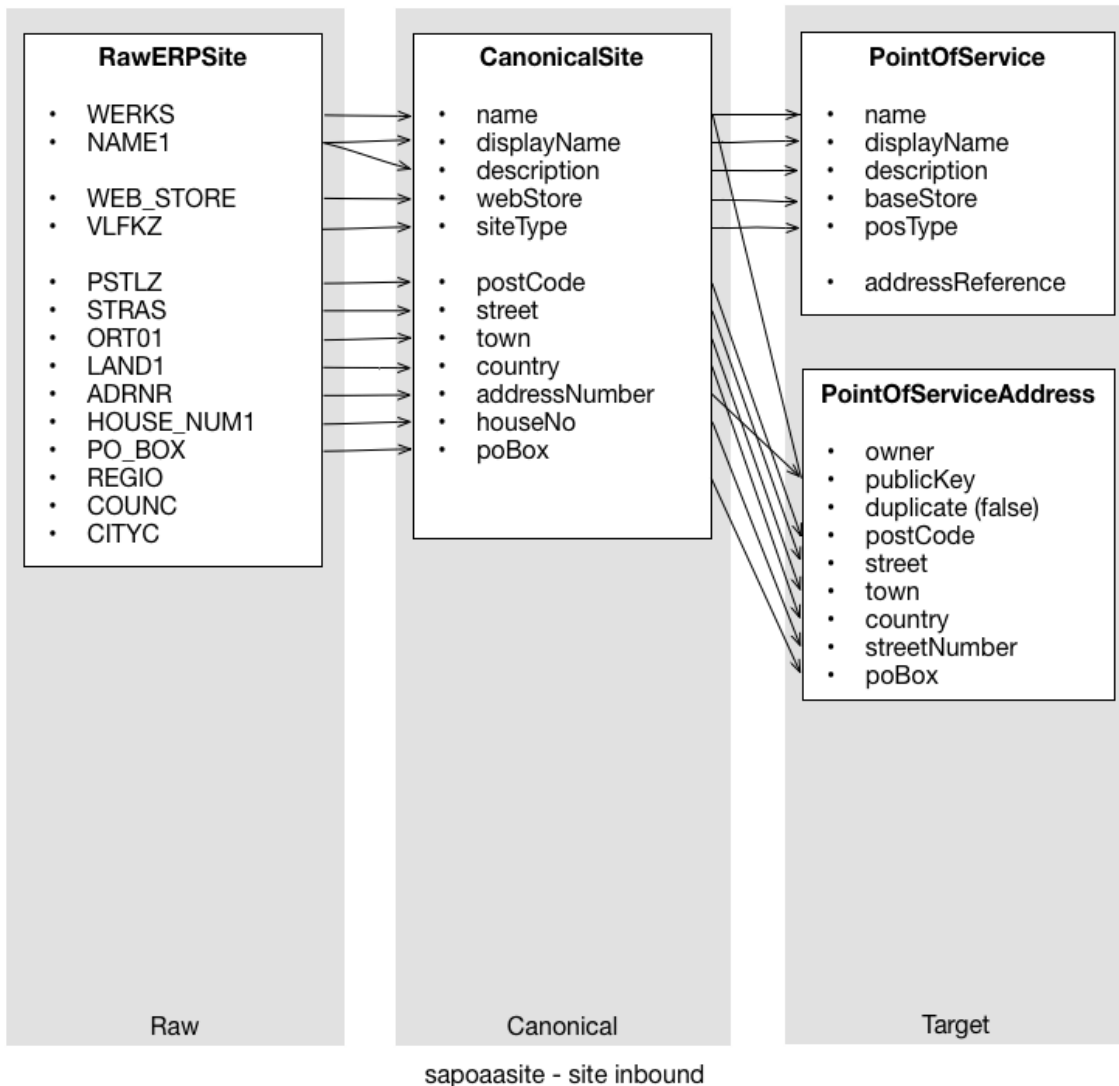 RawERPSite
• WERKS
• NAME1
• WEB_STORE
• VLFKZ
• PSTLZ
• STRAS
• ORT01
• LAND1
• ADRNR
• HOUSE_NUM1
• PO_BOX
• REGIO
• COUNC
• CITYC
Raw
CanonicalSite
• name
• displayName
• description
• webStore
• siteType
• postCode
• street
• town
• country
• addressNumber
• houseNo
• poBox
Canonical
PointOfService
• name
• displayName
• description
• baseStore
• posType
• addressReference
PointOfServiceAddress
• owner
• publicKey
• duplicate (false)
• postCode
• street
• town
• country
• streetNumber
• poBox
Target
sapoaasite - site inbound